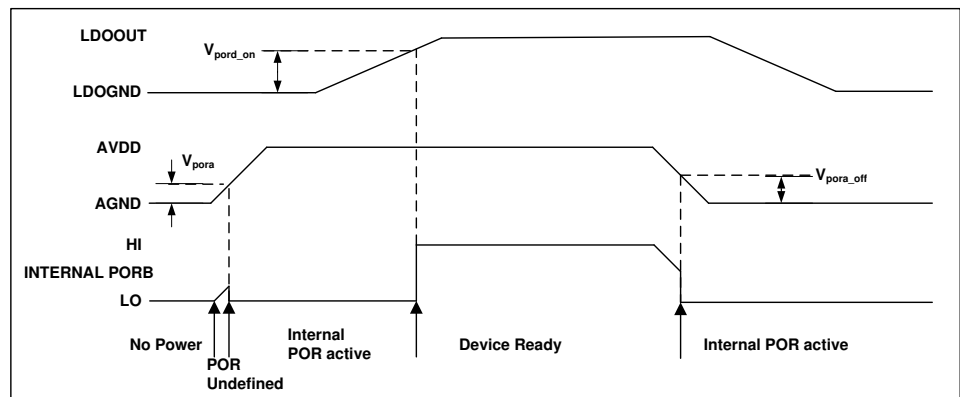 LDOOUT
Vpord_on
LDOGND
AVDD
Vpora
Vpora_off
AGND
HI
INTERNAL PORB
LO
No Power
POR
Undefined
Internal
POR active
Device Ready
Internal POR active